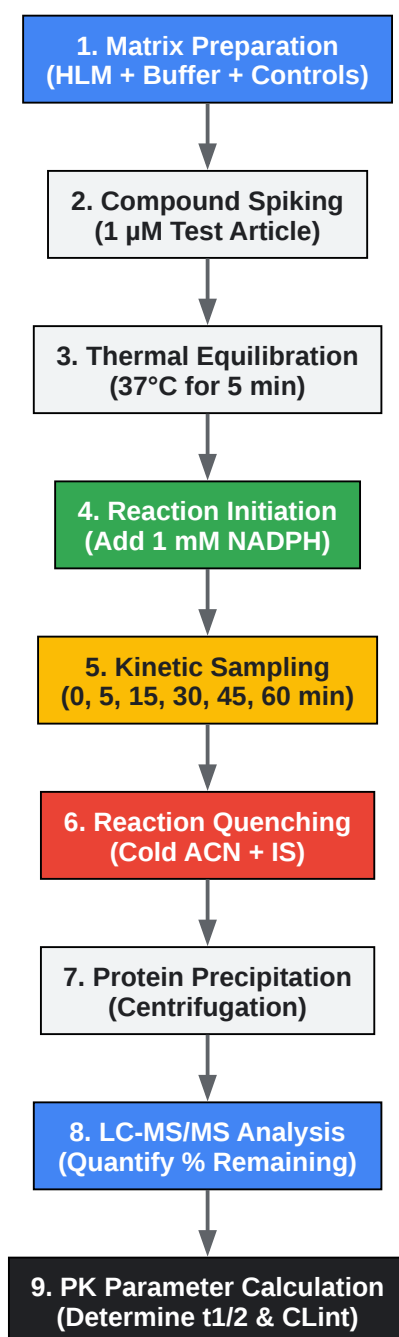 1. Matrix Preparation
(HLM + Buffer + Controls)
2. Compound Spiking
(1 µM Test Article)
3. Thermal Equilibration
(37°C for 5 min)
4. Reaction Initiation
(Add 1 mM NADPH)
5. Kinetic Sampling
(0, 5, 15, 30, 45, 60 min)
6. Reaction Quenching
(Cold ACN + IS)
7. Protein Precipitation
(Centrifugation)
8. LC-MS/MS Analysis
(Quantify % Remaining)
9. PK Parameter Calculation
(Determine t1/2 & CLint)